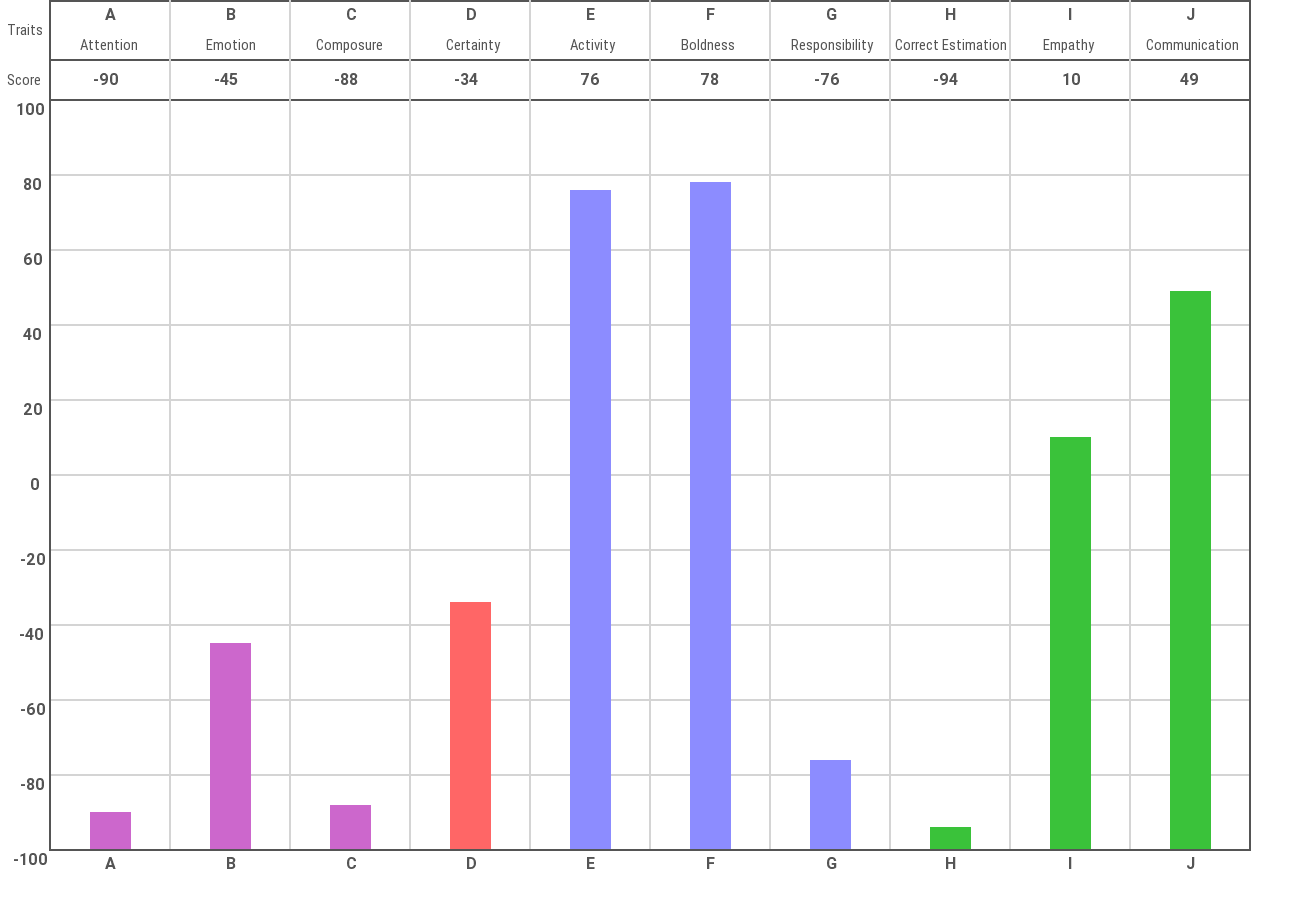 A B C D E F G H I J
Traits
Attention Emotion Composure Certainty Activity Boldness Responsibility Correct Estimation Empathy Communication
Score -90 -45 -88 -34 76 78 -76 -94 10 49
100
80
60
40
20
0
-20
-40
-60
-80
-100
A B C D E F G H I J